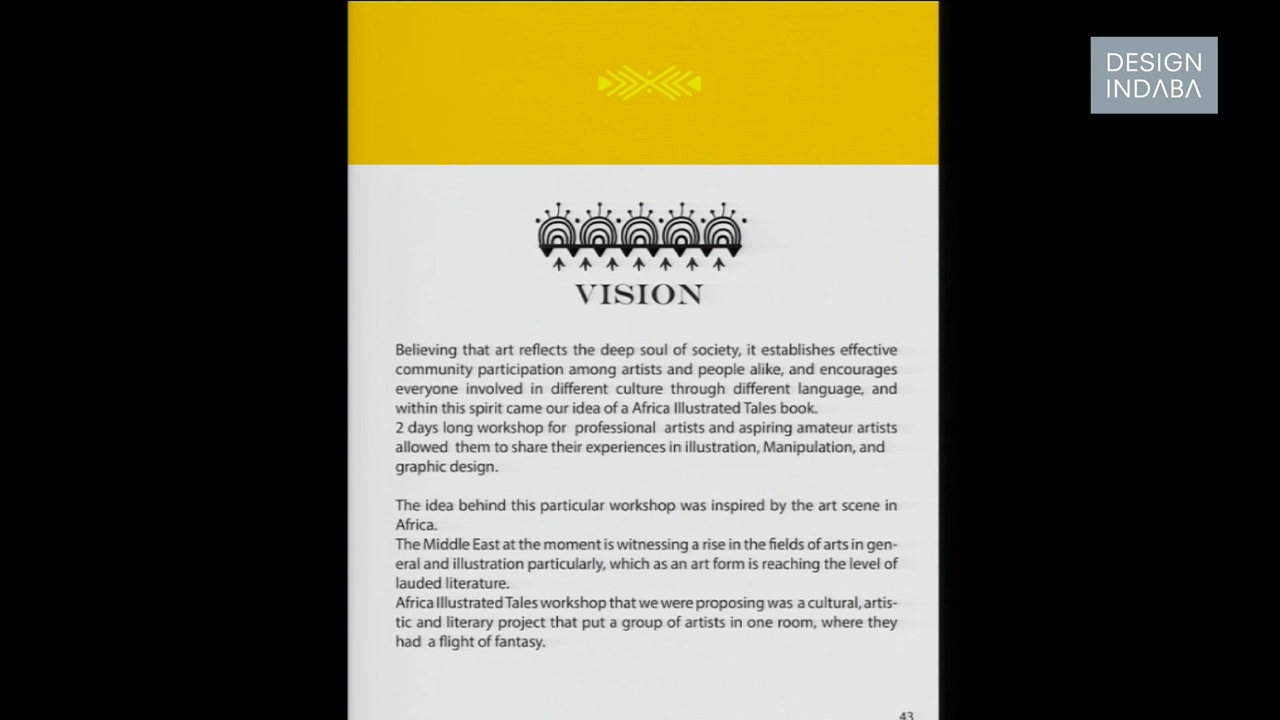 DESIGN
INDABA
VISION
Believing that art reflects the deep soul of society, it establishes effective
community participation among artists and people alike, and encourages
everyone involved in different culture through different language, and
within this spirit came our idea of a Africa Illustrated Tales book.
2 days long workshop for professional artists and aspiring amateur artists
allowed them to share their experiences in illustration, Manipulation, and
graphic design.
The idea behind this particular workshop was inspired by the art scene in
Africa.
The Middle East at the moment is witnessing a rise in the fields of arts in gen-
eral and illustration particularly, which as an art form is reaching the level of
lauded literature.
Africa Illustrated Tales workshop that we were proposing was a cultural, artis-
tic and literary project that put a group of artists in one room, where they
had a flight of fantasy.
43